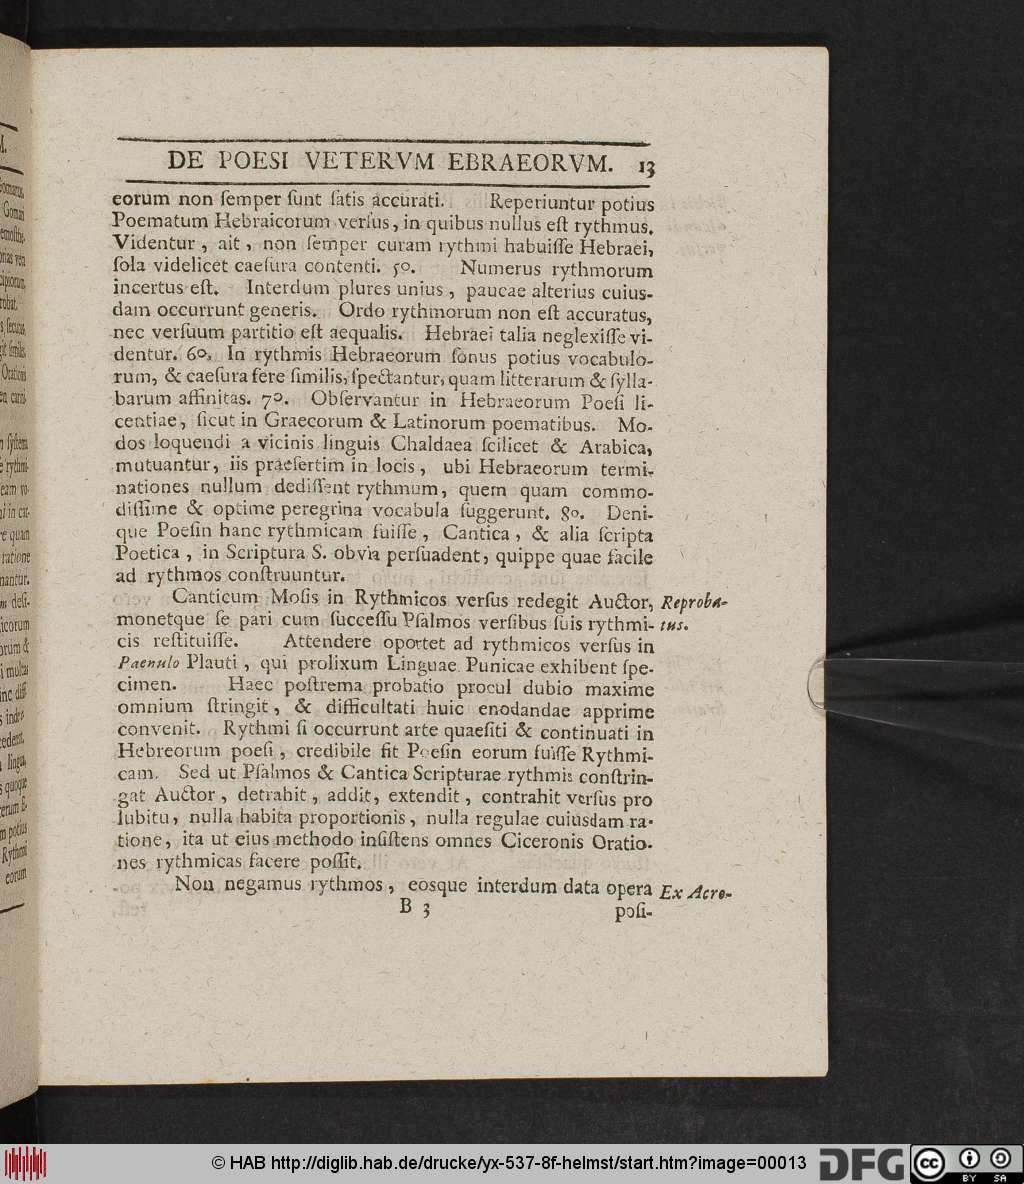 DE POESI VETERVM EBRAEORVM. 13
eorum non ſemper ſunt ſatis accurati. Reperiuntur potius
Poematum Hebraicorum verſus, in quibus nullus eſt rythmus.
Videntur, ait, non ſemper curam rythmi habuiſſe Hebraei,
ſola videlicet caeſura contenti. 5o. Numerus rythmorum
incertus eſt. Interdum plures unius, paucae alterius cuius-
dam occurrunt generis. Ordo rythmorum non eſt accuratus,
nec verſuum partitio eſt aequalis. Hebraei talia neglexiſſe vi-
dentur. 6o. In rythmis Hebraeorum ſonus potius vocabulo-
rum, & caeſura fere ſimilis, ſpectantur, quam litterarum & ſylla-
barum affinitas. 7o. Obſervantur in Hebraeorum Poeſi li-
centiae, ſicut in Graecorum & Latinorum poematibus. Mo-
dos loquendi a vicinis linguis Chaldaea ſcilicet & Arabica,
mutuantur, iis praeſertim in locis, ubi Hebraeorum termi-
nationes nullum dediſſent rythmum, quem quam commo-
diſſime & optime peregrina vocabula ſuggerunt. 8o. Deni-
que Poeſin hanc rythmicam fuiſſe, Cantica, & alia ſcripta
Poetica, in Scriptura S. obvia perſuadent, quippe quae facile
ad rythmos conſtruuntur.
Canticum Moſis in Rythmicos verſus redegit Auctor, Reproba-
monetque ſe pari cum ſucceſſu Pſalmos verſibus ſuis rythmi- tus.
cis reſtituiſſe. Attendere oportet ad rythmicos verſus in
Paenulo Plauti, qui prolixum Linguae Punicae exhibent ſpe-
cimen. Haec poſtrema probatio procul dubio maxime
omnium ſtringit, & difficultati huic enodandae apprime
convenit. Rythmi ſi occurrunt arte quaeſiti & continuati in
Hebreorum poeſi, credibile fit Poeſin eorum fuiſſe Rythmi-
cam. Sed ut Pſalmos & Cantica Scripturae rythmis conſtrin-
gat Auctor, detrahit, addit, extendit, contrahit verſus pro
lubitu, nulla habita proportionis, nulla regulae cuiusdam ra-
tione, ita ut eius methodo inſiſtens omnes Ciceronis Oratio-
nes rythmicas facere poſſit.
Non negamus rythmos, eosque interdum data opera Ex Acro-
B 3 poſi-
© HAB http://diglib.hab.de/drucke/yx-537-8f-helmst/start.htm?image=00013
DFG cc BY SA